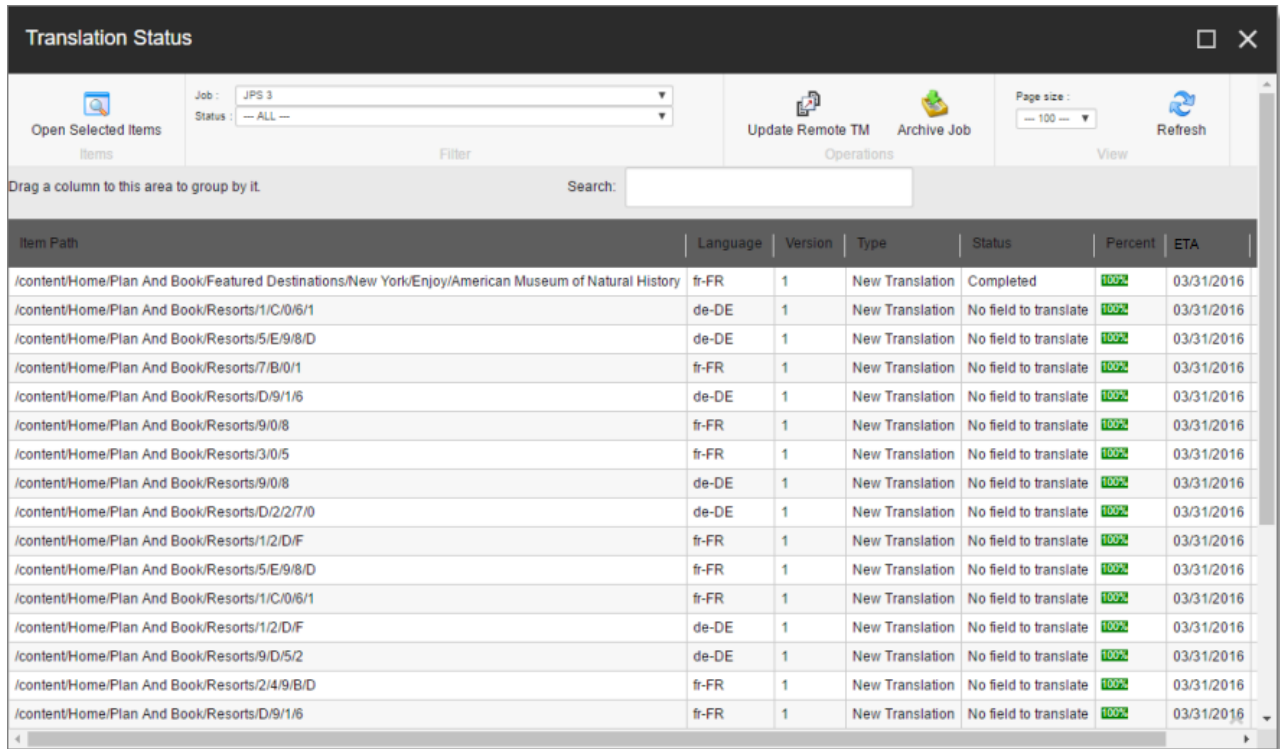 Translation Status
Open Selected Items
Items
Job : JPS 3
Status : --- ALL ---
Filter
Update Remote TM Archive Job
Operations
Page size :
--- 100 ---
Refresh
View
Drag a column to this area to group by it. Search:
Item Path Language Version Type Status Percent ETA
/content/Home/Plan And Book/Featured Destinations/New York/Enjoy/American Museum of Natural History fr-FR 1 New Translation Completed 100% 03/31/2016
/content/Home/Plan And Book/Resorts/1/C/0/6/1 de-DE 1 New Translation No field to translate 100% 03/31/2016
/content/Home/Plan And Book/Resorts/5/E/9/8/D de-DE 1 New Translation No field to translate 100% 03/31/2016
/content/Home/Plan And Book/Resorts/7/B/0/1 fr-FR 1 New Translation No field to translate 100% 03/31/2016
/content/Home/Plan And Book/Resorts/D/9/1/6 de-DE 1 New Translation No field to translate 100% 03/31/2016
/content/Home/Plan And Book/Resorts/9/0/8 fr-FR 1 New Translation No field to translate 100% 03/31/2016
/content/Home/Plan And Book/Resorts/3/0/5 fr-FR 1 New Translation No field to translate 100% 03/31/2016
/content/Home/Plan And Book/Resorts/9/0/8 de-DE 1 New Translation No field to translate 100% 03/31/2016
/content/Home/Plan And Book/Resorts/D/2/2/7/0 de-DE 1 New Translation No field to translate 100% 03/31/2016
/content/Home/Plan And Book/Resorts/1/2/D/F fr-FR 1 New Translation No field to translate 100% 03/31/2016
/content/Home/Plan And Book/Resorts/5/E/9/8/D fr-FR 1 New Translation No field to translate 100% 03/31/2016
/content/Home/Plan And Book/Resorts/1/C/0/6/1 fr-FR 1 New Translation No field to translate 100% 03/31/2016
/content/Home/Plan And Book/Resorts/1/2/D/F de-DE 1 New Translation No field to translate 100% 03/31/2016
/content/Home/Plan And Book/Resorts/9/D/5/2 de-DE 1 New Translation No field to translate 100% 03/31/2016
/content/Home/Plan And Book/Resorts/2/4/9/B/D fr-FR 1 New Translation No field to translate 100% 03/31/2016
/content/Home/Plan And Book/Resorts/D/9/1/6 fr-FR 1 New Translation No field to translate 100% 03/31/2016